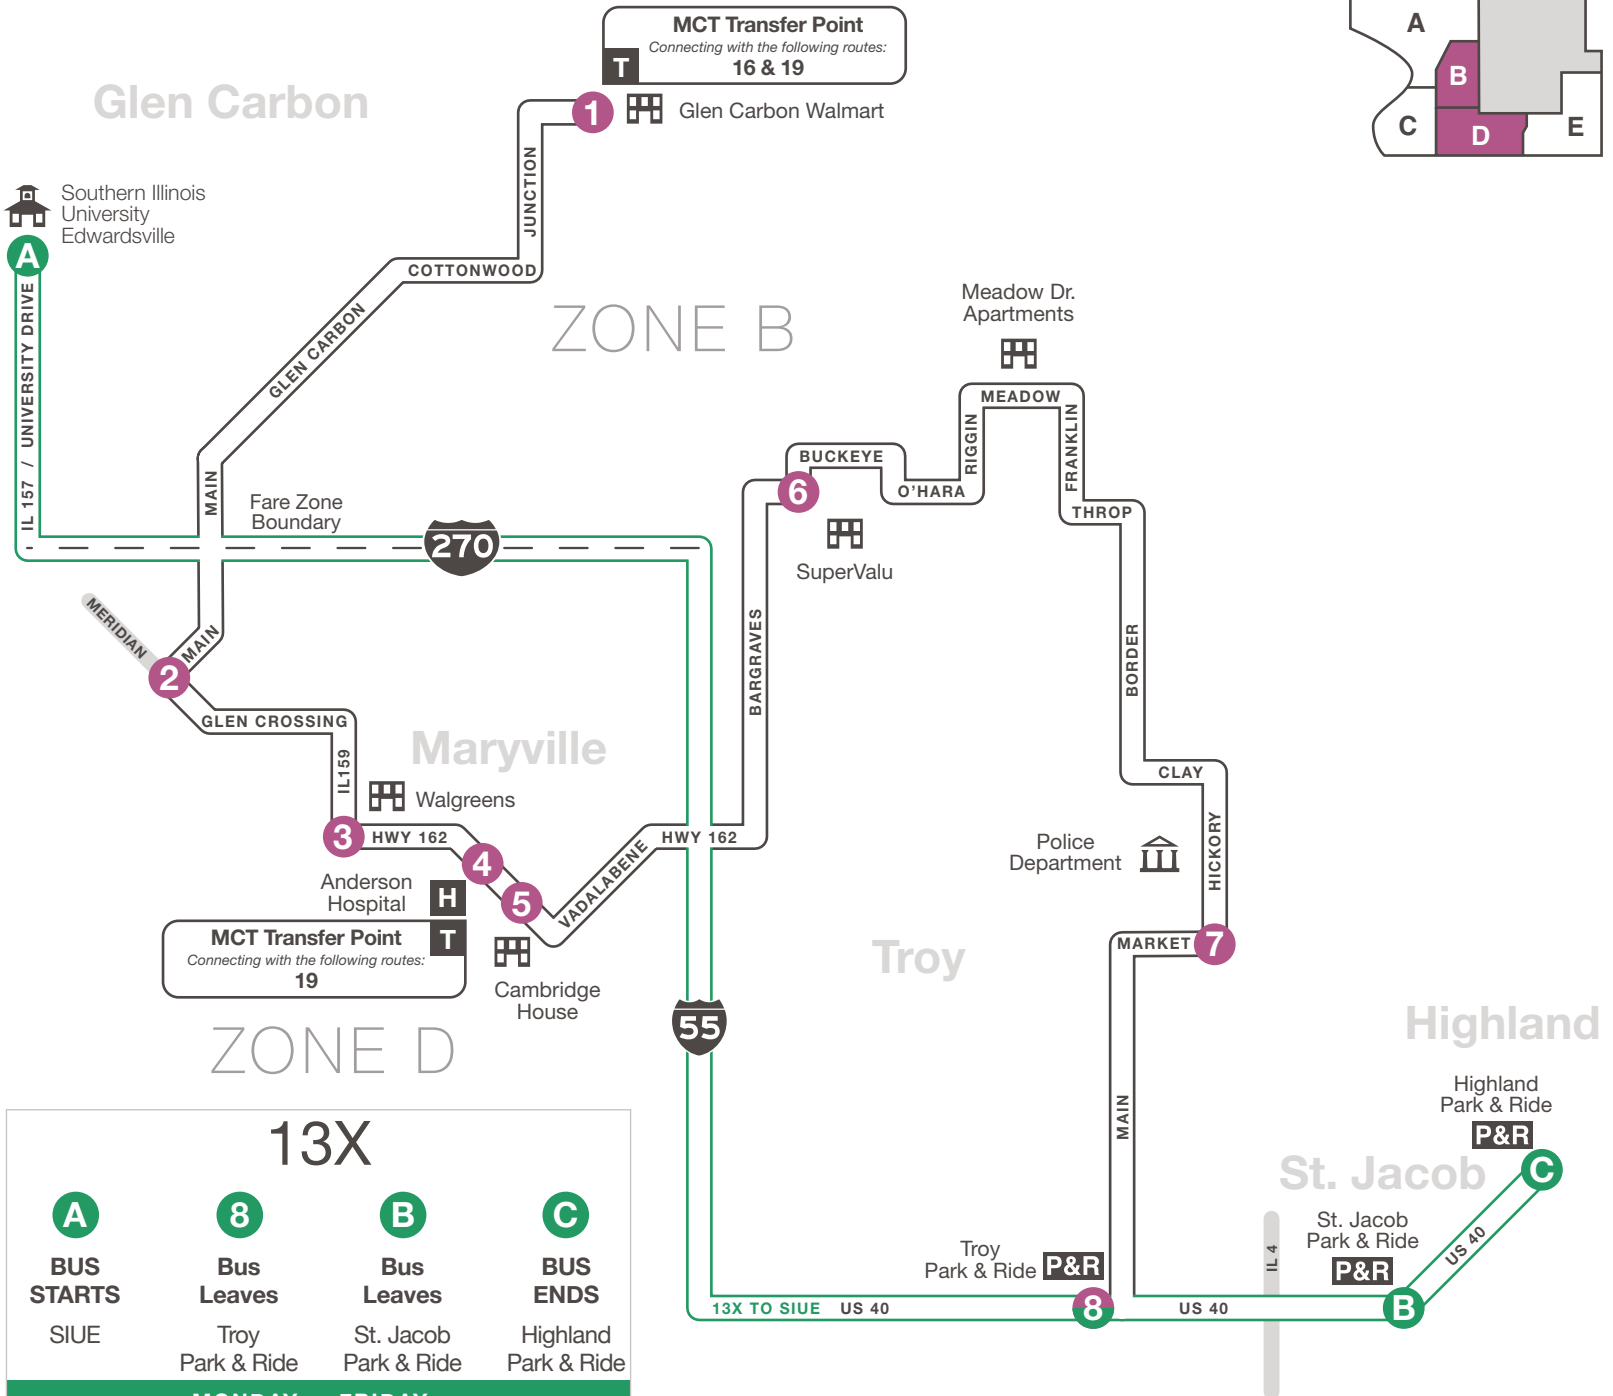 MCT Transfer Point
Connecting with the following routes:
16 & 19
T
1
Glen Carbon Walmart
A
B
C
D
E
Glen Carbon
Southern Illinois
University
Edwardsville
A
IL 157 / UNIVERSITY DRIVE
JUNCTION
COTTONWOOD
GLEN CARBON
MAIN
ZONE B
Meadow Dr.
Apartments
MEADOW
RIGGIN
FRANKLIN
BUCKEYE
O'HARA
THROP
6
SuperValu
Fare Zone
Boundary
270
MERIDIAN
MAIN
2
GLEN CROSSING
IL159
Maryville
Walgreens
3
HWY 162
4
5
VADALABENE
HWY 162
BARGRAVES
BORDER
CLAY
HICKORY
Police
Department
Anderson
Hospital
H
MCT Transfer Point
Connecting with the following routes:
19
T
Cambridge
House
Troy
MARKET
7
55
ZONE D
MAIN
Highland
Highland
Park & Ride
P&R
C
St. Jacob
St. Jacob
Park & Ride
P&R
US 40
IL 4
Troy
Park & Ride
P&R
13X TO SIUE
US 40
8
US 40
B
13X
A
8
B
C
BUS
STARTS
Bus
Leaves
Bus
Leaves
BUS
ENDS
SIUE
Troy
Park & Ride
St. Jacob
Park & Ride
Highland
Park & Ride
MONDAY - FRIDAY